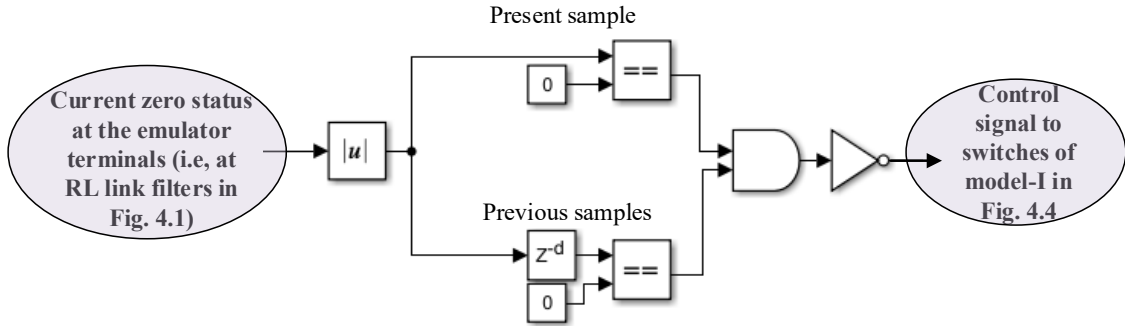 Present sample
Current zero status
at the emulator
terminals (i.e, at
RL link filters in
Fig. 4.1)
|u|
0
==
Previous samples
z-d
0
==
Control
signal to
switches of
model-I in
Fig. 4.4